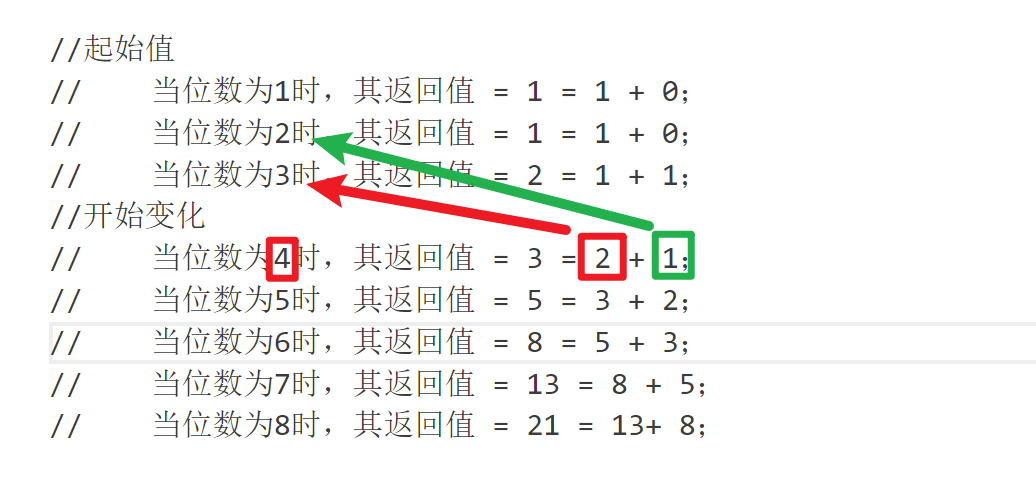 //起始值
//    当位数为1时，其返回值 = 1 = 1 + 0;
//    当位数为2时，其返回值 = 1 = 1 + 0;
//    当位数为3时，其返回值 = 2 = 1 + 1;
//开始变化
//    当位数为4时，其返回值 = 3 = 2 + 1;
//    当位数为5时，其返回值 = 5 = 3 + 2;
//    当位数为6时，其返回值 = 8 = 5 + 3;
//    当位数为7时，其返回值 = 13 = 8 + 5;
//    当位数为8时，其返回值 = 21 = 13+ 8;